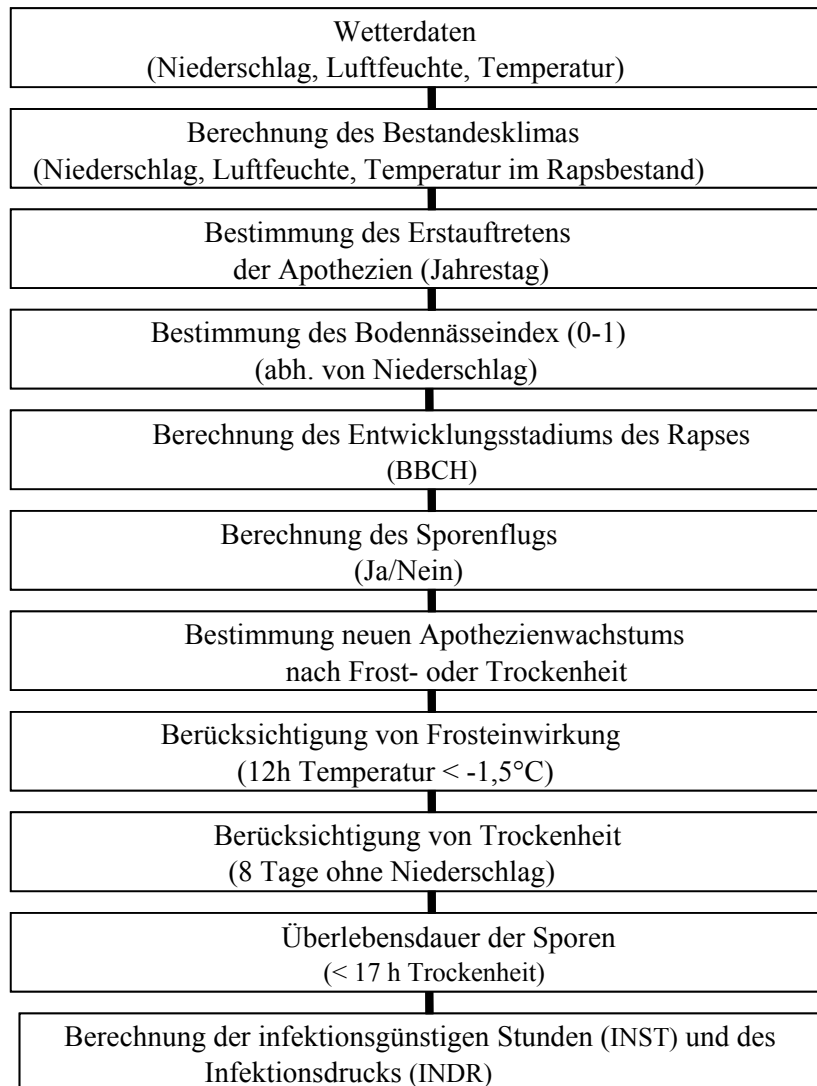 Wetterdaten
(Niederschlag, Luftfeuchte, Temperatur)
Berechnung des Bestandesklimas
(Niederschlag, Luftfeuchte, Temperatur im Rapsbestand)
Bestimmung des Erstauftretens
der Apothezien (Jahrestag)
Bestimmung des Bodennässeindex (0-1)
(abh. von Niederschlag)
Berechnung des Entwicklungsstadiums des Rapses
(BBCH)
Berechnung des Sporenflugs
(Ja/Nein)
Bestimmung neuen Apothezienwachstums
nach Frost- oder Trockenheit
Berücksichtigung von Frosteinwirkung
(12h Temperatur < -1,5°C)
Berücksichtigung von Trockenheit
(8 Tage ohne Niederschlag)
Überlebensdauer der Sporen
(< 17 h Trockenheit)
Berechnung der infektionsgünstigen Stunden (INST) und des
Infektionsdrucks (INDR)